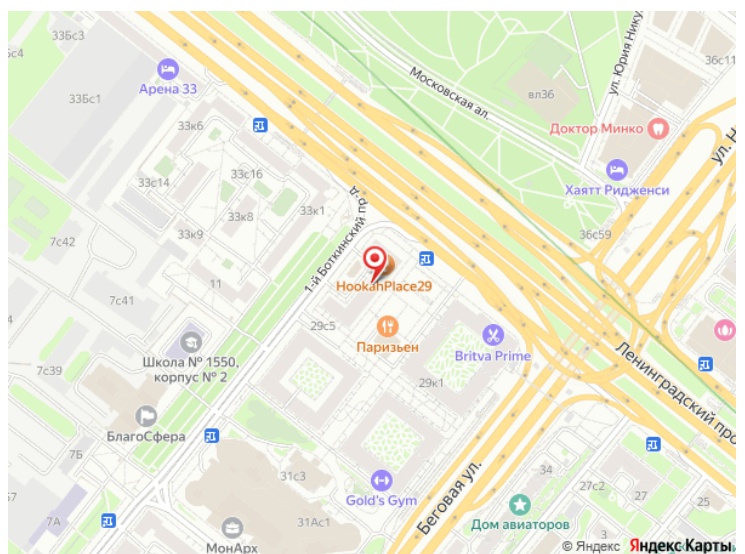 33Бс3
33Бс1
Арена 33
33к6
33с16
33с14
33к8
33к1
33к9
7с42
11
7с41
7с39
1-й Боткинский пр-д
Московская ал.
вл36
ул. Юрия Нику
36с11
Доктор Минко
ул. Н
Хаятт Ридженси
36с59
HookahPlace29
29с5
Паризьен
Britva Prime
29к1
Школа № 1550,
корпус № 2
БлагоСфера
7Б
7А
31с3
31Ас1
МонАрх
Gold's Gym
Беговая ул.
Ленинградский про
34
27с2
25
Дом авиаторов
3
© Яндекс Яндекс Карты